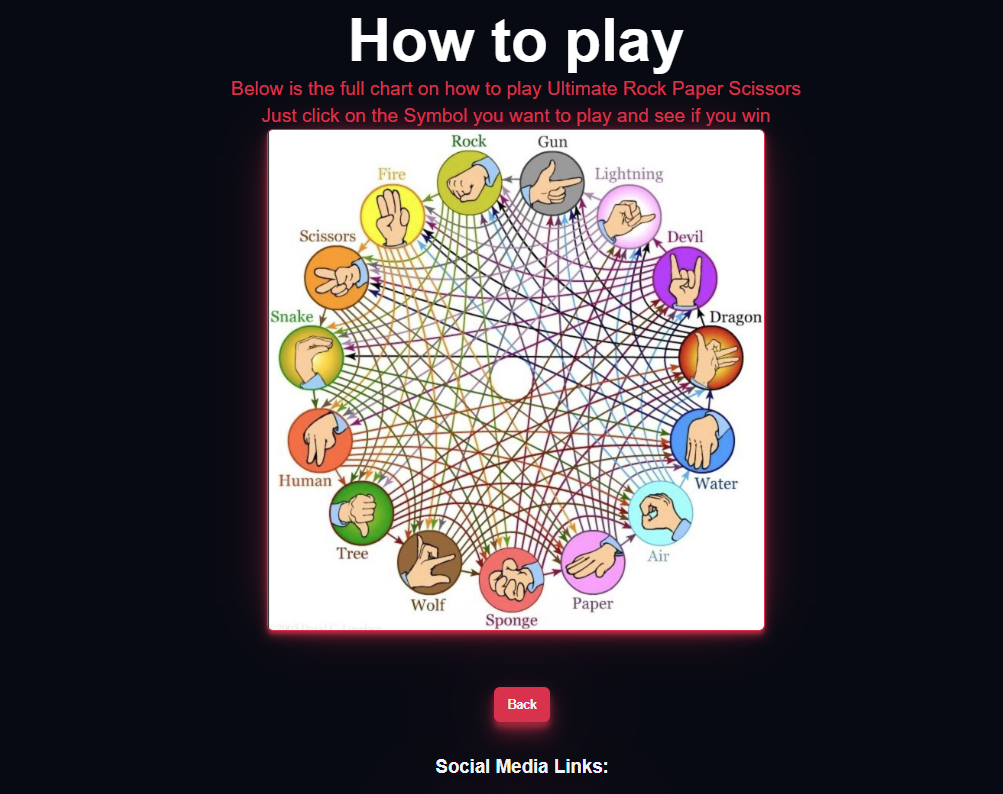 How to play
Below is the full chart on how to play Ultimate Rock Paper Scissors
Just click on the Symbol you want to play and see if you win
Rock
Gun
Fire
Lightning
Scissors
Devil
Snake
Dragon
Human
Water
Tree
Air
Wolf
Paper
Sponge
Back
Social Media Links: